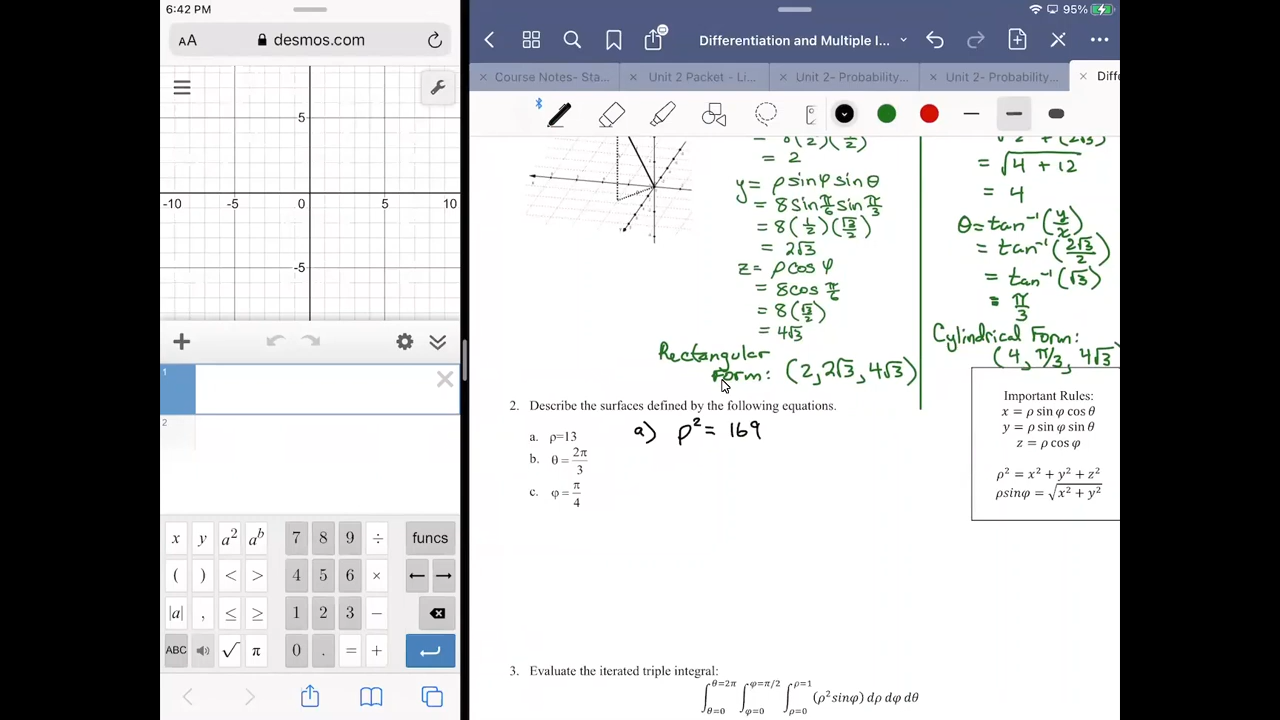 6:42 PM
95%
AA
desmos.com
Differentiation and Multiple I...
Course Notes- Sta...
Unit 2 Packet - Li...
Unit 2- Probability...
Unit 2- Probability...
Diffe
5
-10 -5 0 5 10
-5
1
2
x y a² aᵇ 7 8 9 ÷ funcs
( ) < > 4 5 6 × ← →
|a| , ≤ ≥ 1 2 3 −
ABC √ π 0 . = +
= 2
y = ρ sin φ sin θ
= 8 sin π/6 sin π/3
= 8 (1/2)(√3/2)
= 2√3
z = ρ cos φ
= 8 cos π/6
= 8 (√3/2)
= 4√3
Rectangular
Form: (2, 2√3, 4√3)
= √4 + 12
= 4
θ = tan⁻¹ (y/x)
= tan⁻¹ (2√3/2)
= tan⁻¹ (√3)
= π/3
Cylindrical Form:
(4, π/3, 4√3
2. Describe the surfaces defined by the following equations.
a. ρ=13
b. θ = 2π/3
c. φ = π/4
a) ρ² = 169
Important Rules:
x = ρ sin φ cos θ
y = ρ sin φ sin θ
z = ρ cos φ
ρ² = x² + y² + z²
ρsinφ = √x² + y²
3. Evaluate the iterated triple integral:
∫θ=0 θ=2π ∫φ=0 φ=π/2 ∫ρ=0 ρ=1 (ρ²sinφ) dρ dφ dθ